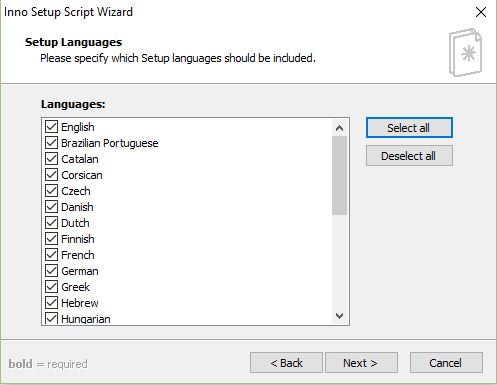 Inno Setup Script Wizard
Setup Languages
Please specify which Setup languages should be included.
Languages:
English
Brazilian Portuguese
Catalan
Corsican
Czech
Danish
Dutch
Finnish
French
German
Greek
Hebrew
Hungarian
Select all
Deselect all
bold = required
< Back
Next >
Cancel